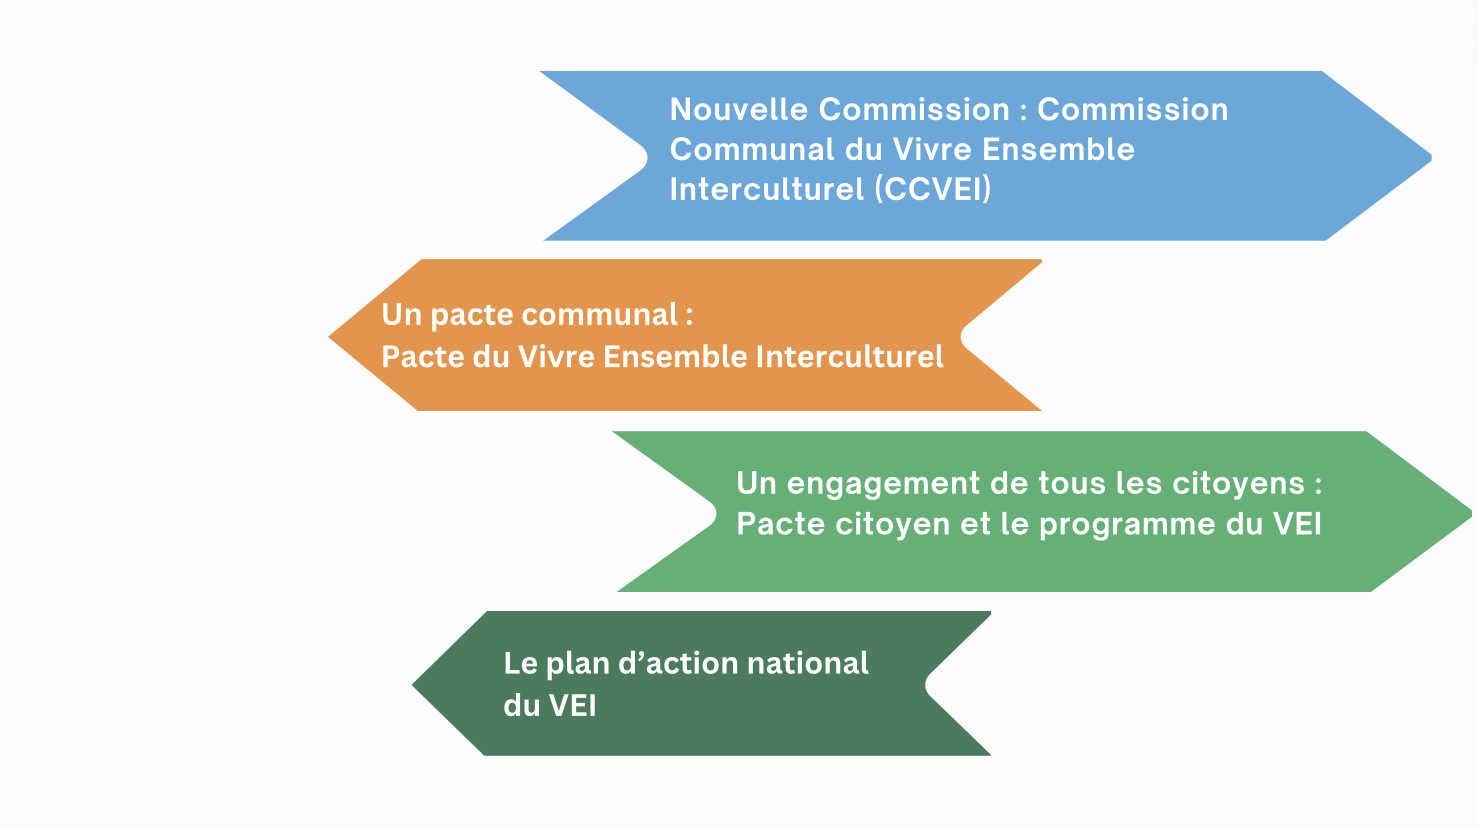 Nouvelle Commission : Commission
Communal du Vivre Ensemble
Interculturel (CCVEI)
Un pacte communal :
Pacte du Vivre Ensemble Interculturel
Un engagement de tous les citoyens :
Pacte citoyen et le programme du VEI
Le plan d’action national
du VEI